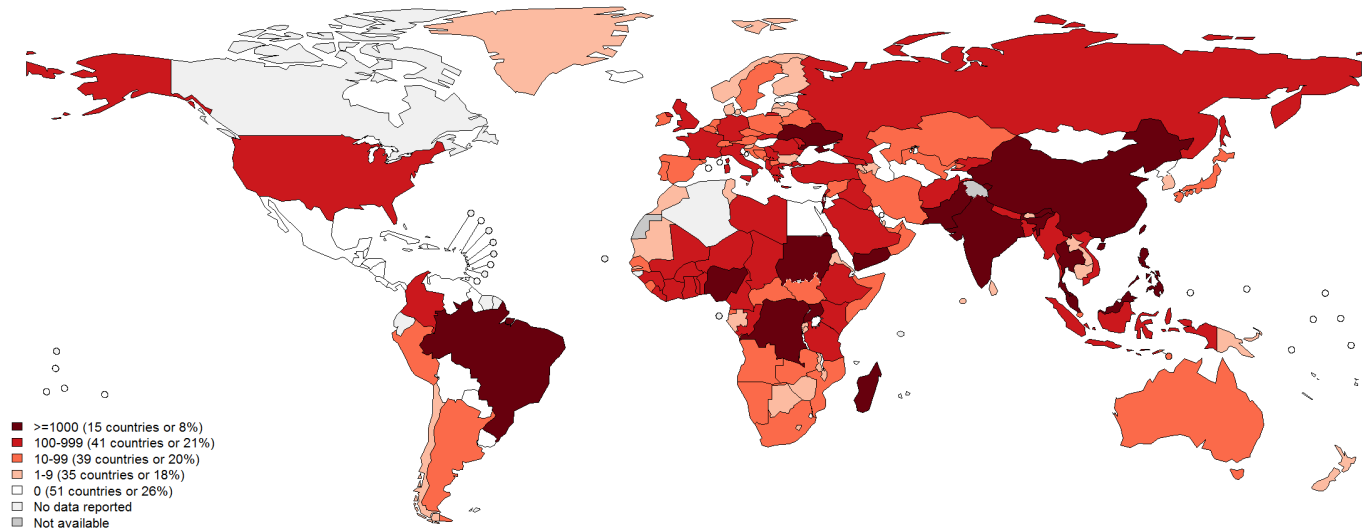 >=1000 (15 countries or 8%)
100-999 (41 countries or 21%)
10-99 (39 countries or 20%)
1-9 (35 countries or 18%)
0 (51 countries or 26%)
No data reported
Not available